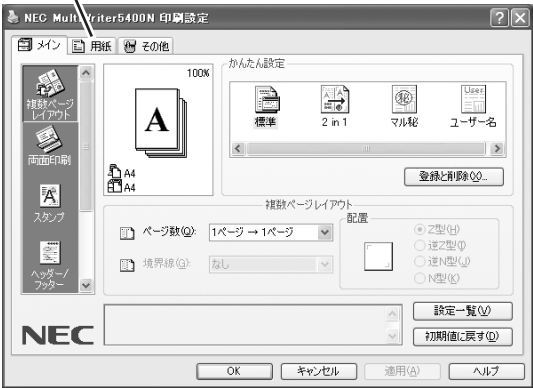 NEC MultiWriter5400N 印刷設定
メイン 用紙 その他
複数ページ
レイアウト
両面印刷
スタンプ
ヘッダー/
フッター
100%
A
A4
A4
かんたん設定
標準 2 in 1 マル秘 ユーザー名
登録と削除(X)...
複数ページレイアウト
ページ数(Q): 1ページ → 1ページ
境界線(G): なし
配置
Z型(H)
逆Z型(I)
逆N型(J)
N型(K)
NEC
設定一覧(V)
初期値に戻す(D)
OK キャンセル 適用(A) ヘルプ